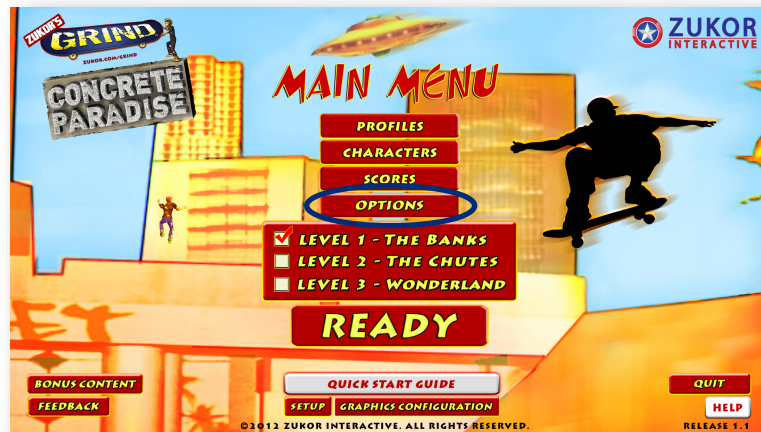 ZUKOR'S
GRIND
ZUKOR.COM/GRIND
CONCRETE
PARADISE
ZUKOR
INTERACTIVE
MAIN MENU
PROFILES
CHARACTERS
SCORES
OPTIONS
LEVEL 1 - THE BANKS
LEVEL 2 - THE CHUTES
LEVEL 3 - WONDERLAND
READY
BONUS CONTENT
QUICK START GUIDE
QUIT
FEEDBACK
SETUP
GRAPHICS CONFIGURATION
HELP
©2012 ZUKOR INTERACTIVE. ALL RIGHTS RESERVED.
RELEASE 1.1